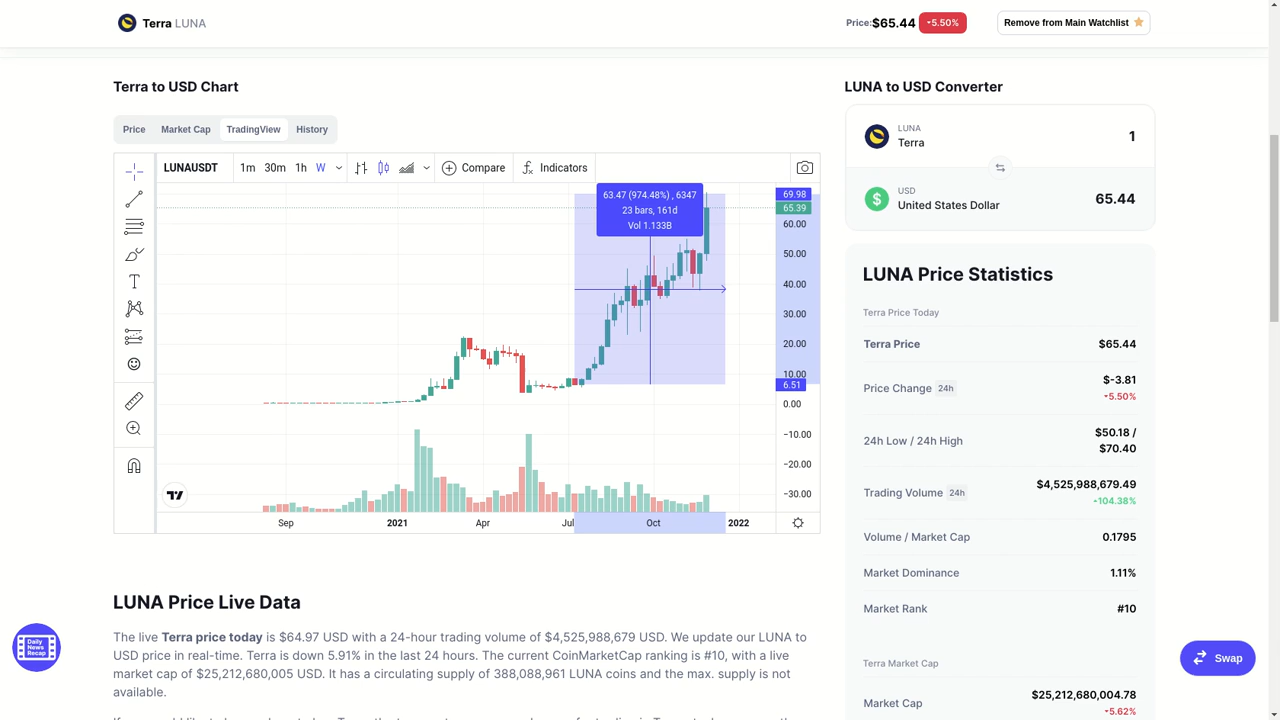 Terra LUNA
Price:$65.44 5.50%
Remove from Main Watchlist
Terra to USD Chart
Price Market Cap TradingView History
LUNAUSDT 1m 30m 1h W Compare Indicators
63.47 (974.48%) , 6347
23 bars, 161d
Vol 1.133B
69.98
65.39
60.00
50.00
40.00
30.00
20.00
10.00
6.51
0.00
−10.00
−20.00
−30.00
Sep 2021 Apr Jul Oct 2022
LUNA Price Live Data
The live Terra price today is $64.97 USD with a 24-hour trading volume of $4,525,988,679 USD. We update our LUNA to
USD price in real-time. Terra is down 5.91% in the last 24 hours. The current CoinMarketCap ranking is #10, with a live
market cap of $25,212,680,005 USD. It has a circulating supply of 388,088,961 LUNA coins and the max. supply is not
available.
LUNA to USD Converter
LUNA
Terra
1
USD
United States Dollar
65.44
LUNA Price Statistics
Terra Price Today
Terra Price $65.44
Price Change 24h $-3.81
5.50%
24h Low / 24h High $50.18 /
$70.40
Trading Volume 24h $4,525,988,679.49
104.38%
Volume / Market Cap 0.1795
Market Dominance 1.11%
Market Rank #10
Terra Market Cap
Market Cap $25,212,680,004.78
5.62%
Daily
News
Recap
Swap